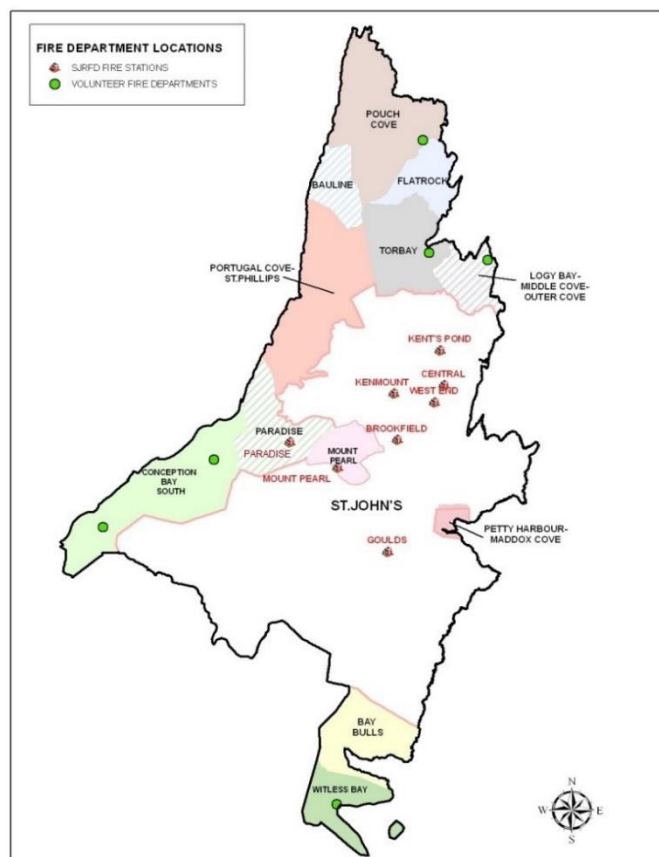 FIRE DEPARTMENT LOCATIONS
SJRFD FIRE STATIONS
VOLUNTEER FIRE DEPARTMENTS
POUCH
COVE
BAULINE
FLATROCK
TORBAY
PORTUGAL COVE-
ST.PHILLIPS
LOGY BAY-
MIDDLE COVE-
OUTER COVE
KENT'S POND
CENTRAL
KENMOUNT
WEST END
BROOKFIELD
PARADISE
PARADISE
MOUNT
PEARL
MOUNT PEARL
CONCEPTION
BAY
SOUTH
ST.JOHN'S
PETTY HARBOUR-
MADDOX COVE
GOULDS
BAY
BULLS
WITLESS BAY
N
W E
S